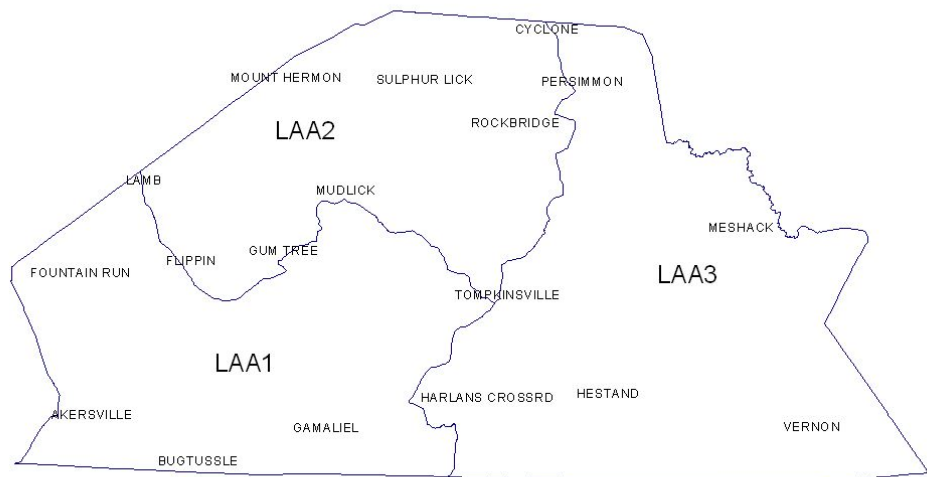 CYCLONE
MOUNT HERMON
SULPHUR LICK
PERSIMMON
LAA2
ROCKBRIDGE
LAMB
MUDLICK
MESHACK
GUM TREE
FLIPPIN
FOUNTAIN RUN
LAA3
TOMPKINSVILLE
LAA1
HARLANS CROSSRD
HESTAND
AKERSVILLE
GAMALIEL
VERNON
BUGTUSSLE